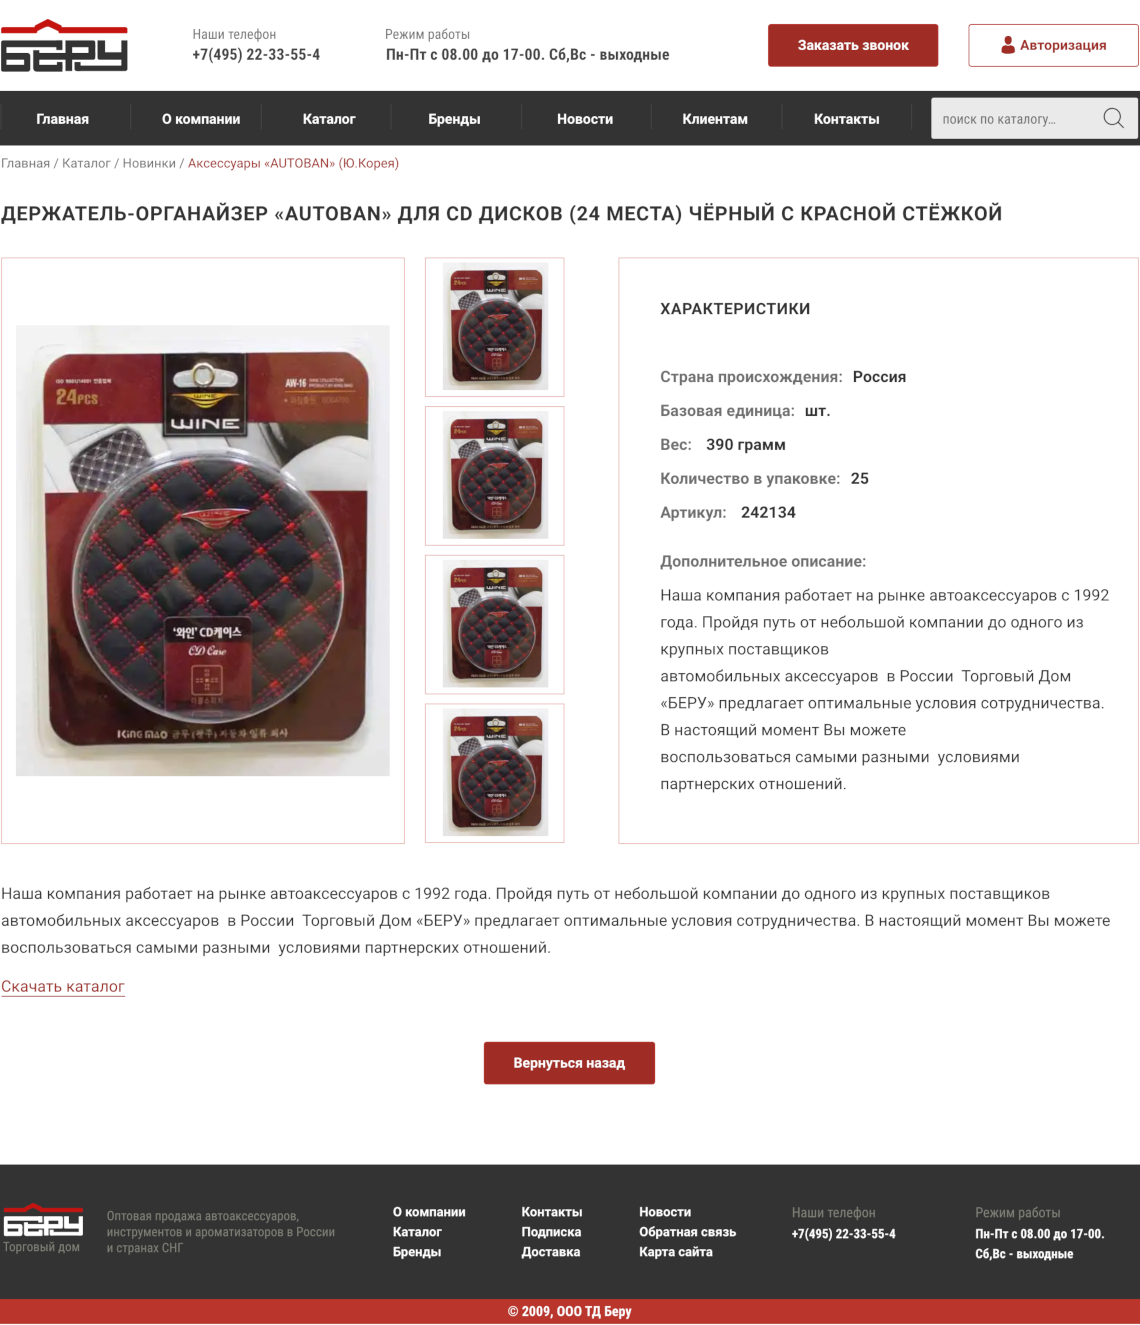 БЕРУ
Наши телефон
+7(495) 22-33-55-4
Режим работы
Пн-Пт с 08.00 до 17-00. Сб,Вс - выходные
Заказать звонок
Авторизация
Главная
О компании
Каталог
Бренды
Новости
Клиентам
Контакты
поиск по каталогу...
Главная / Каталог / Новинки / Аксессуары «AUTOBAN» (Ю.Корея)
ДЕРЖАТЕЛЬ-ОРГАНАЙЗЕР «AUTOBAN» ДЛЯ CD ДИСКОВ (24 МЕСТА) ЧЁРНЫЙ С КРАСНОЙ СТЁЖКОЙ
24PCS
AW-16
WINE
'와인' CD케이스
CD Case
KING MAO
WINE
WINE
WINE
WINE
ХАРАКТЕРИСТИКИ
Страна происхождения: Россия
Базовая единица: шт.
Вес: 390 грамм
Количество в упаковке: 25
Артикул: 242134
Дополнительное описание:
Наша компания работает на рынке автоаксессуаров с 1992
года. Пройдя путь от небольшой компании до одного из
крупных поставщиков
автомобильных аксессуаров в России Торговый Дом
«БЕРУ» предлагает оптимальные условия сотрудничества.
В настоящий момент Вы можете
воспользоваться самыми разными условиями
партнерских отношений.
Наша компания работает на рынке автоаксессуаров с 1992 года. Пройдя путь от небольшой компании до одного из крупных поставщиков
автомобильных аксессуаров в России Торговый Дом «БЕРУ» предлагает оптимальные условия сотрудничества. В настоящий момент Вы можете
воспользоваться самыми разными условиями партнерских отношений.
Скачать каталог
Вернуться назад
БЕРУ
Торговый дом
Оптовая продажа автоаксессуаров,
инструментов и ароматизаторов в России
и странах СНГ
О компании
Каталог
Бренды
Контакты
Подписка
Доставка
Новости
Обратная связь
Карта сайта
Наши телефон
+7(495) 22-33-55-4
Режим работы
Пн-Пт с 08.00 до 17-00.
Сб,Вс - выходные
© 2009, ООО ТД Беру